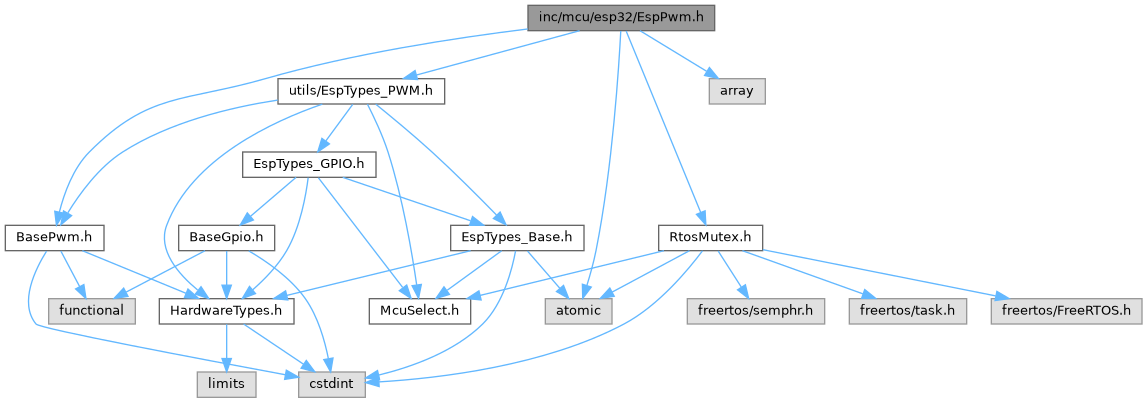 inc/mcu/esp32/EspPwm.h
utils/EspTypes_PWM.h
array
EspTypes_GPIO.h
BasePwm.h
BaseGpio.h
EspTypes_Base.h
RtosMutex.h
functional
HardwareTypes.h
McuSelect.h
atomic
freertos/semphr.h
freertos/task.h
freertos/FreeRTOS.h
limits
cstdint